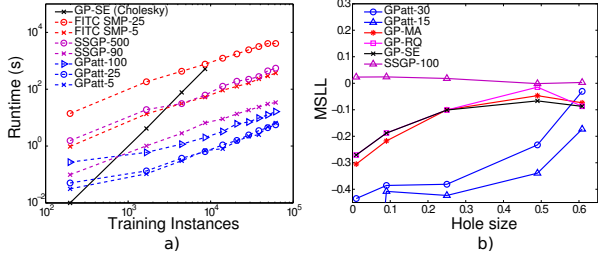 a)
Runtime (s)
10^4
10^2
10^0
10^-2
10^2
10^3
10^4
10^5
Training Instances
GP-SE (Cholesky)
FITC SMP-25
FITC SMP-5
SSGP-500
SSGP-90
GPatt-100
GPatt-25
GPatt-5
b)
MSLL
0.2
0.1
0
-0.1
-0.2
-0.3
-0.4
0
0.1
0.2
0.3
0.4
0.5
0.6
0.7
Hole size
GPatt-30
GPatt-15
GP-MA
GP-RQ
GP-SE
SSGP-100